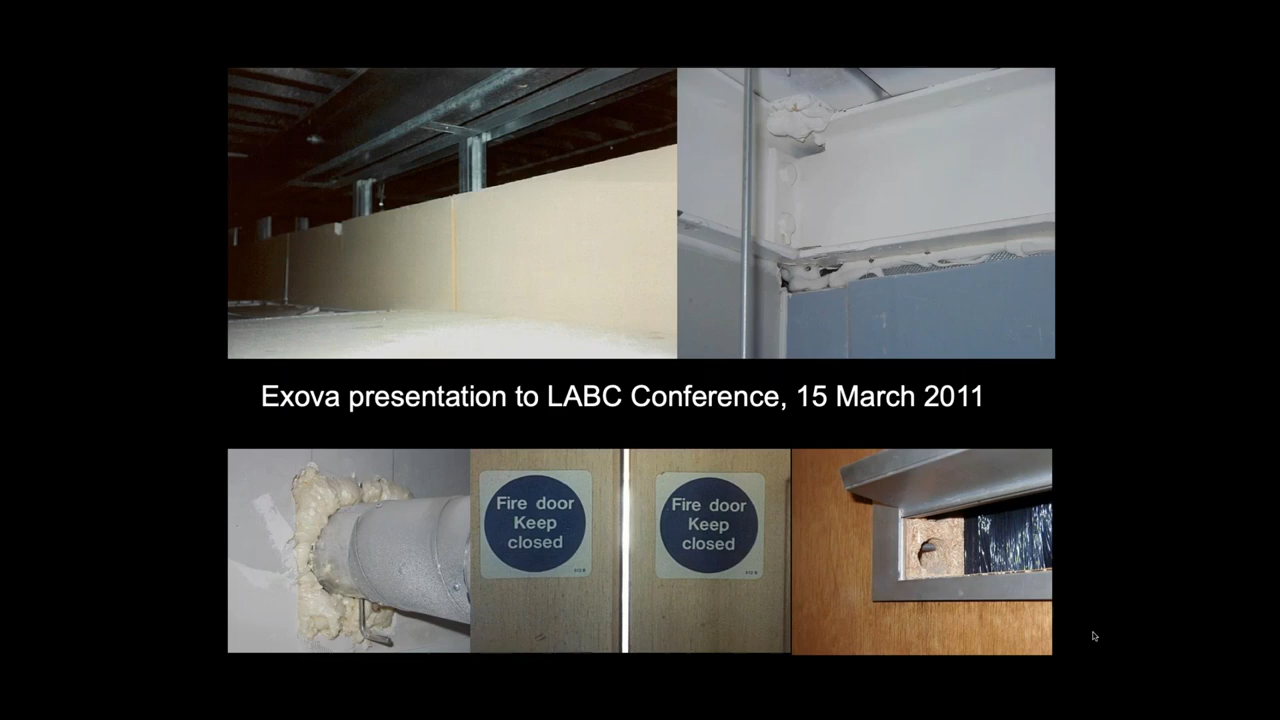 Exova presentation to LABC Conference, 15 March 2011
Fire door
Keep
closed
Fire door
Keep
closed